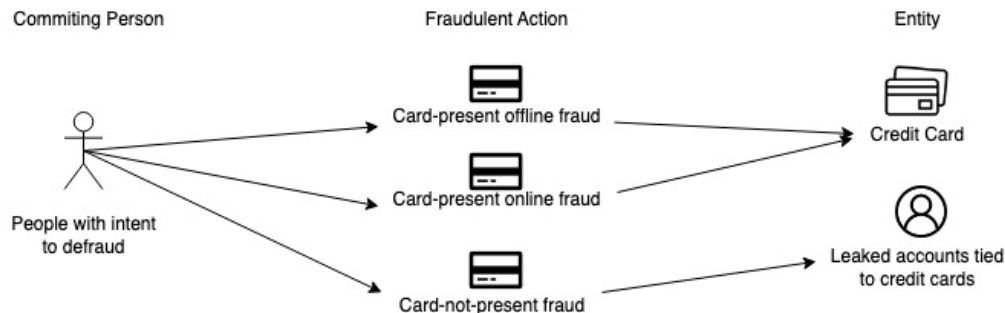 Commiting Person
Fraudulent Action
Entity
Card-present offline fraud
Credit Card
Card-present online fraud
People with intent
to defraud
Leaked accounts tied
to credit cards
Card-not-present fraud